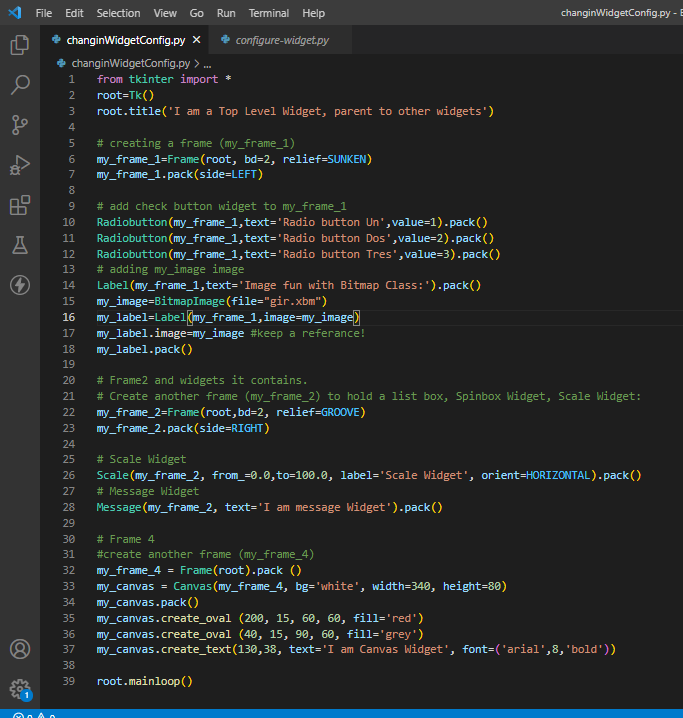 File Edit Selection View Go Run Terminal Help changinWidgetConfig.py - E
changinWidgetConfig.py × configure-widget.py
changinWidgetConfig.py > ...
1 from tkinter import *
2 root=Tk()
3 root.title('I am a Top Level Widget, parent to other widgets')
4
5 # creating a frame (my_frame_1)
6 my_frame_1=Frame(root, bd=2, relief=SUNKEN)
7 my_frame_1.pack(side=LEFT)
8
9 # add check button widget to my_frame_1
10 Radiobutton(my_frame_1,text='Radio button Un',value=1).pack()
11 Radiobutton(my_frame_1,text='Radio button Dos',value=2).pack()
12 Radiobutton(my_frame_1,text='Radio button Tres',value=3).pack()
13 # adding my_image image
14 Label(my_frame_1,text='Image fun with Bitmap Class:').pack()
15 my_image=BitmapImage(file="gir.xbm")
16 my_label=Label(my_frame_1,image=my_image)
17 my_label.image=my_image #keep a referance!
18 my_label.pack()
19
20 # Frame2 and widgets it contains.
21 # Create another frame (my_frame_2) to hold a list box, Spinbox Widget, Scale Widget:
22 my_frame_2=Frame(root,bd=2, relief=GROOVE)
23 my_frame_2.pack(side=RIGHT)
24
25 # Scale Widget
26 Scale(my_frame_2, from_=0.0,to=100.0, label='Scale Widget', orient=HORIZONTAL).pack()
27 # Message Widget
28 Message(my_frame_2, text='I am message Widget').pack()
29
30 # Frame 4
31 #create another frame (my_frame_4)
32 my_frame_4 = Frame(root).pack ()
33 my_canvas = Canvas(my_frame_4, bg='white', width=340, height=80)
34 my_canvas.pack()
35 my_canvas.create_oval (200, 15, 60, 60, fill='red')
36 my_canvas.create_oval (40, 15, 90, 60, fill='grey')
37 my_canvas.create_text(130,38, text='I am Canvas Widget', font=('arial',8,'bold'))
38
39 root.mainloop()
1
0 0